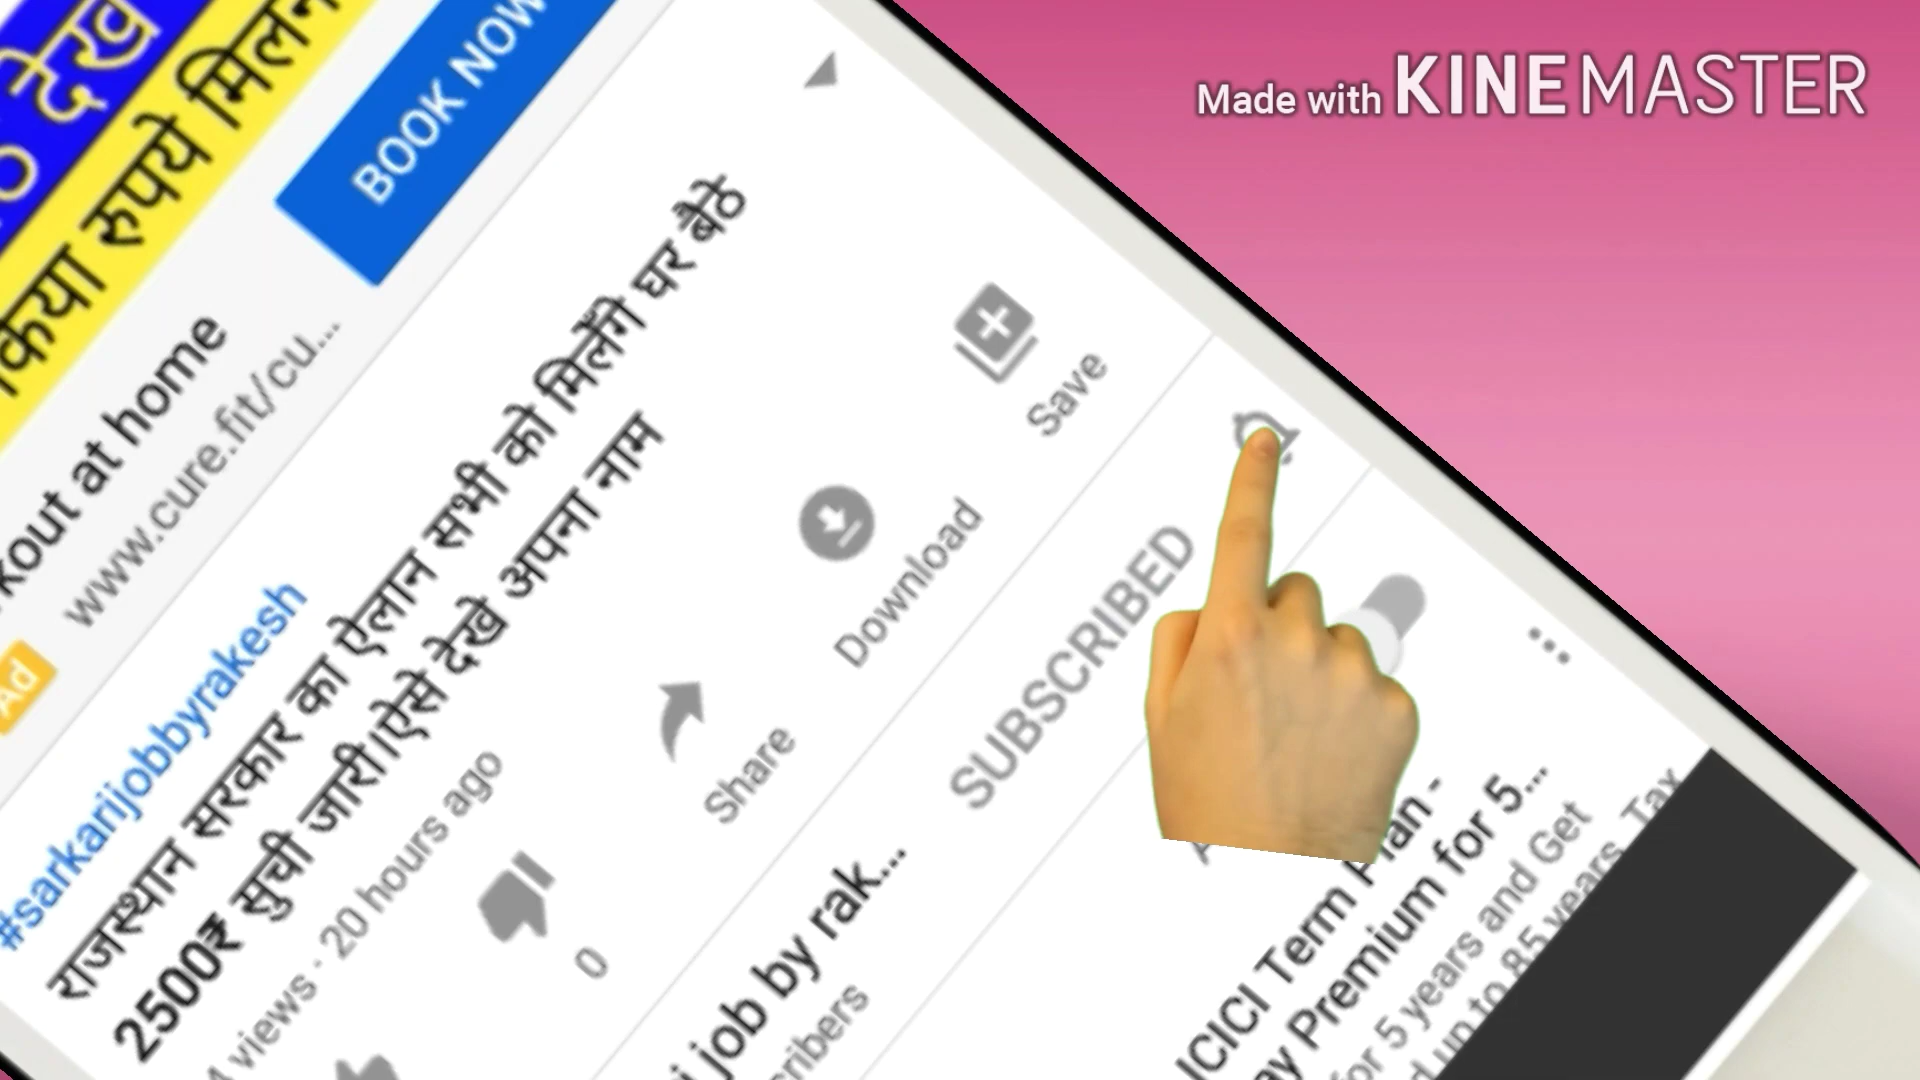 Made with KINEMASTER
देख
किया रुपये मिलन
BOOK NOW
kout at home
Ad
www.cure.fit/cu...
#sarkarijobbyrakesh
राजस्थान सरकार का ऐलान सभी को मिलेंगे घर बैठे
2500₹ सुची जारी।ऐसे देखे अपना नाम
views · 20 hours ago
0
Share
Download
Save
job by rak...
SUBSCRIBED
ICICI Term Plan -
Premium for 5...
for 5 years and Get
up to 85 years. Tax